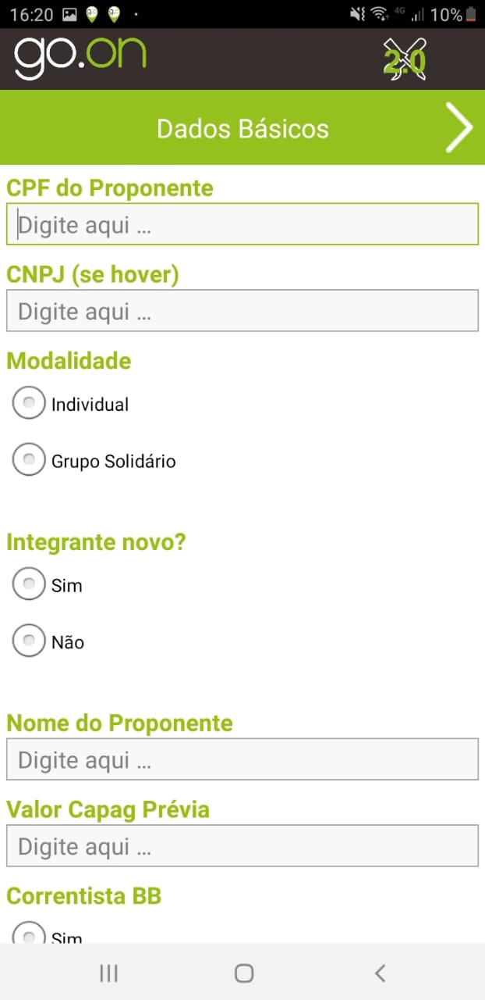 16:20 4G 10%
go.on 2.0
Dados Básicos
CPF do Proponente
Digite aqui ...
CNPJ (se hover)
Digite aqui ...
Modalidade
Individual
Grupo Solidário
Integrante novo?
Sim
Não
Nome do Proponente
Digite aqui ...
Valor Capag Prévia
Digite aqui ...
Correntista BB
Sim